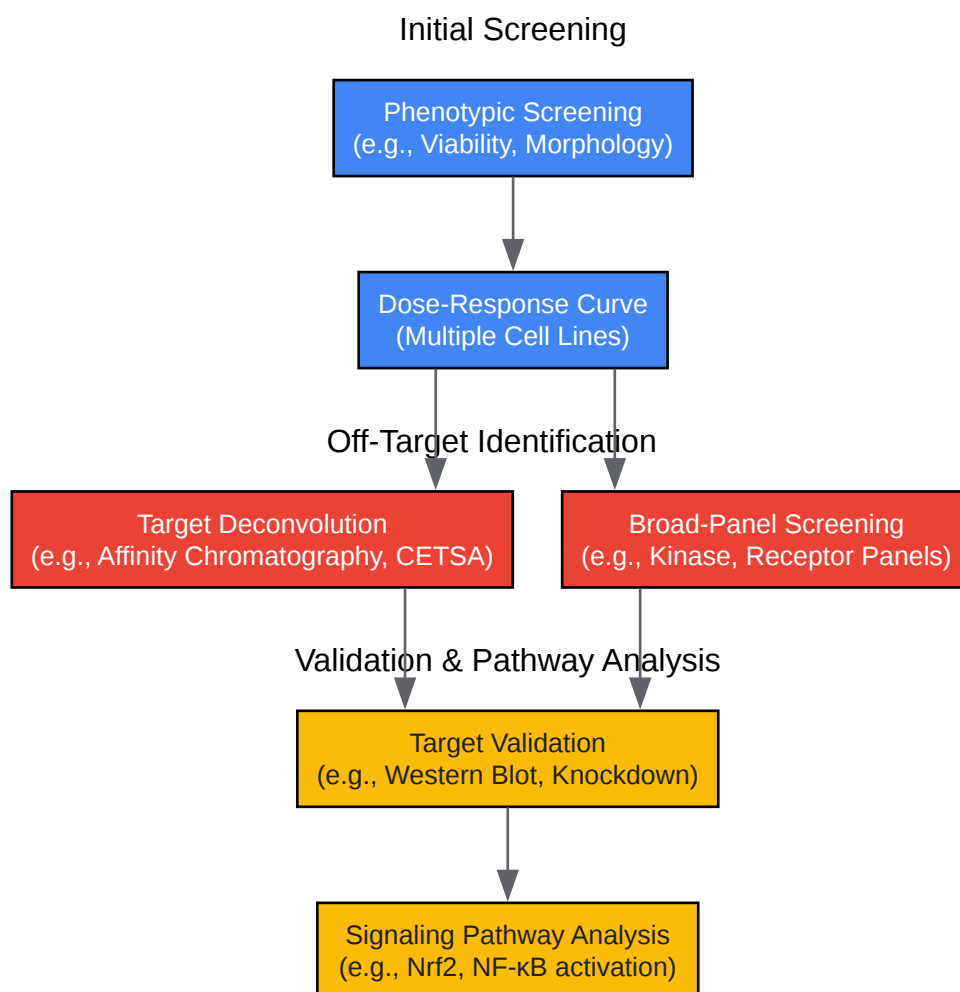 Initial Screening
Phenotypic Screening
(e.g., Viability, Morphology)
Dose-Response Curve
(Multiple Cell Lines)
Off-Target Identification
Target Deconvolution
(e.g., Affinity Chromatography, CETSA)
Broad-Panel Screening
(e.g., Kinase, Receptor Panels)
Validation & Pathway Analysis
Target Validation
(e.g., Western Blot, Knockdown)
Signaling Pathway Analysis
(e.g., Nrf2, NF-κB activation)